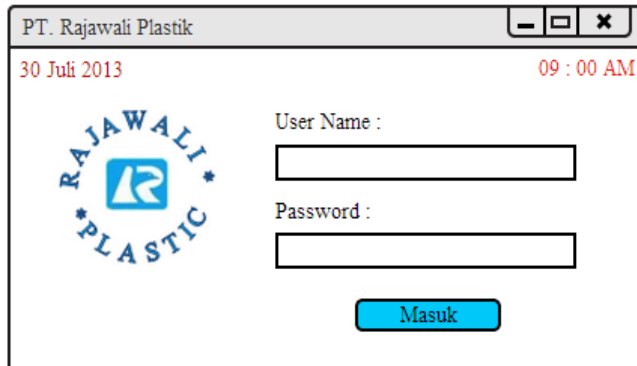 PT. Rajawali Plastik
30 Juli 2013
09 : 00 AM
RAJAWALI
PLASTIC
R
User Name :
Password :
Masuk